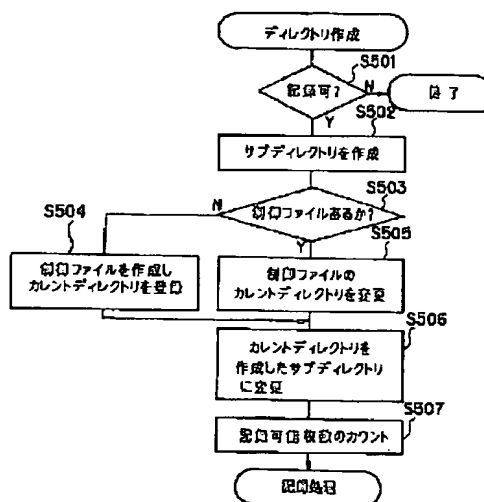 ディレクトリ作成
S501
記録可?
N
終了
Y
S502
サブディレクトリを作成
S503
制御ファイルあるか?
N
Y
S504
制御ファイルを作成し
カレントディレクトリを登録
S505
制御ファイルの
カレントディレクトリを変更
S506
カレントディレクトリを
作成したサブディレクトリ
に変更
S507
記録可能枚数のカウント
記録処理